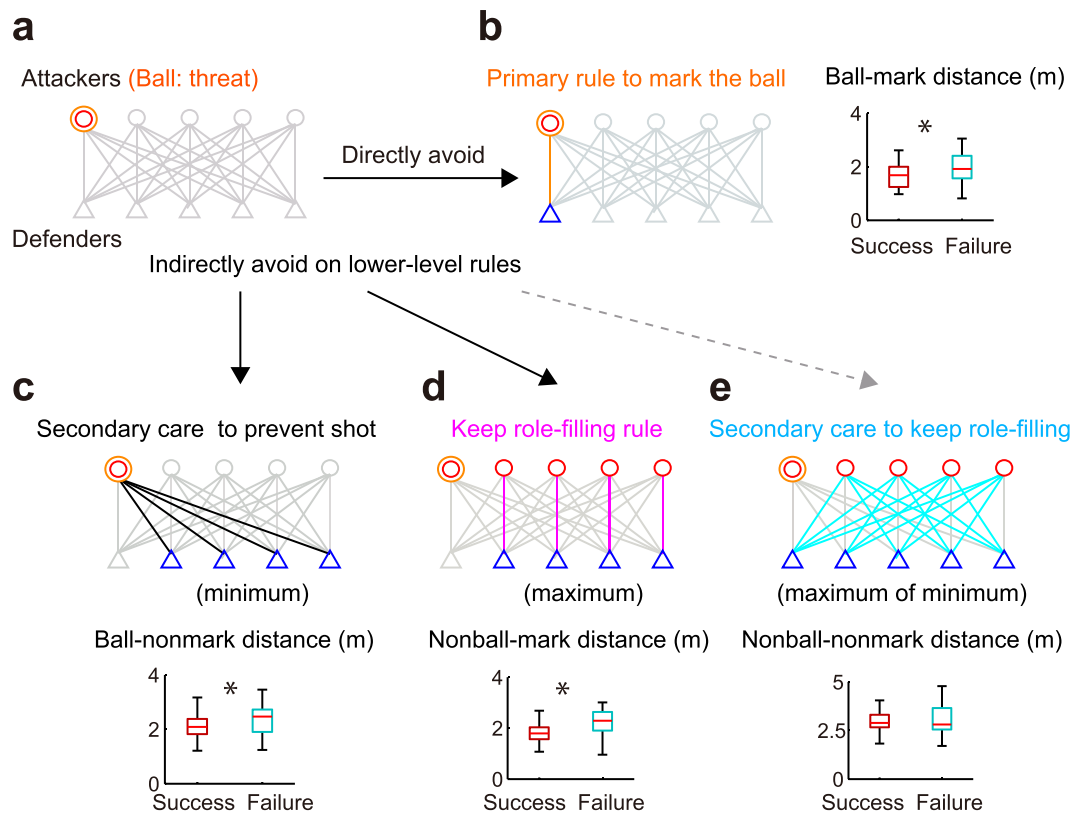 a
Attackers (Ball: threat)
Defenders
Directly avoid
Indirectly avoid on lower-level rules
b
Primary rule to mark the ball
Ball-mark distance (m)
4
*
2
0
Success Failure
c
Secondary care to prevent shot
(minimum)
Ball-nonmark distance (m)
4
*
2
0
Success Failure
d
Keep role-filling rule
(maximum)
Nonball-mark distance (m)
4
*
2
0
Success Failure
e
Secondary care to keep role-filling
(maximum of minimum)
Nonball-nonmark distance (m)
5
2.5
0
Success Failure